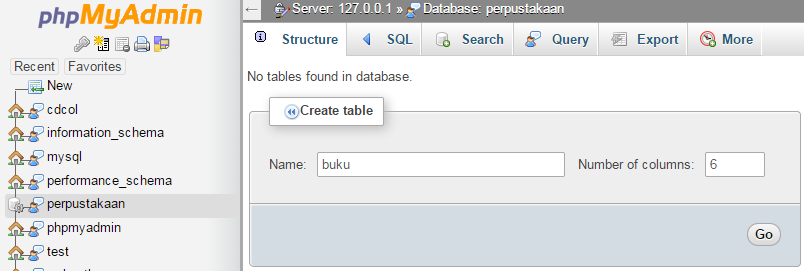 phpMyAdmin
Recent Favorites
New
cdcol
information_schema
mysql
performance_schema
perpustakaan
phpmyadmin
test
Server: 127.0.0.1 » Database: perpustakaan
Structure SQL Search Query Export More
No tables found in database.
Create table
Name: buku Number of columns: 6
Go